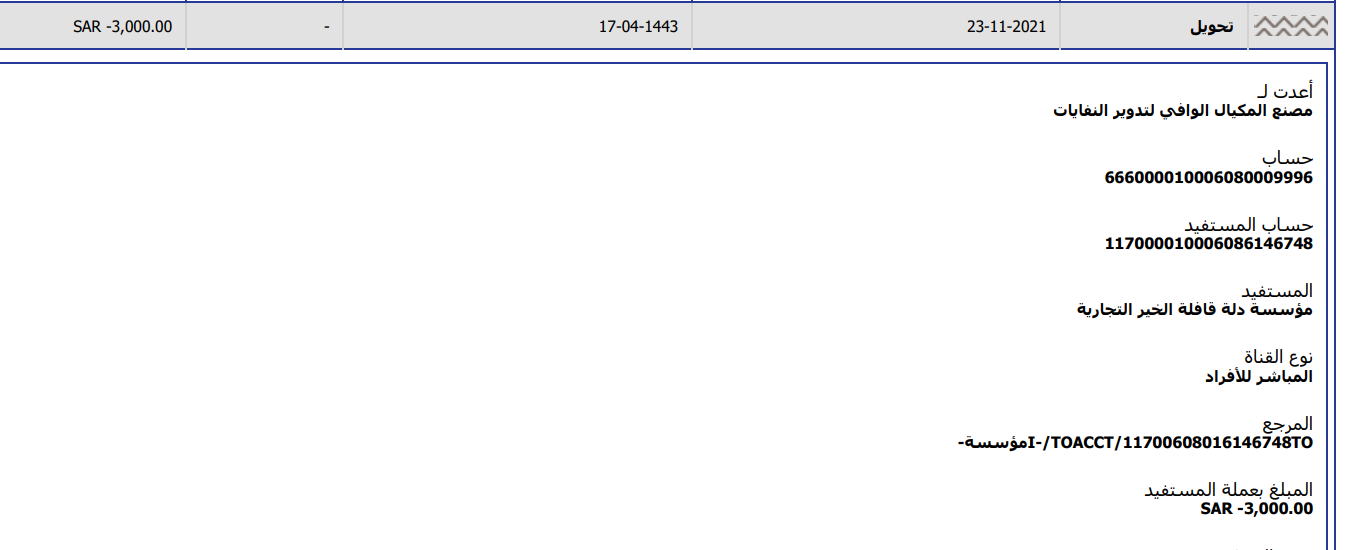 تحويل 23-11-2021 17-04-1443 - SAR -3,000.00
أعدت لـ
مصنع المكيال الوافي لتدوير النفايات
حساب
666000010006080009996
حساب المستفيد
117000010006086146748
المستفيد
مؤسسة دلة قافلة الخير التجارية
نوع القناة
المباشر للأفراد
المرجع
-مؤسسةI-/TOACCT/11700608016146748TO
المبلغ بعملة المستفيد
SAR -3,000.00